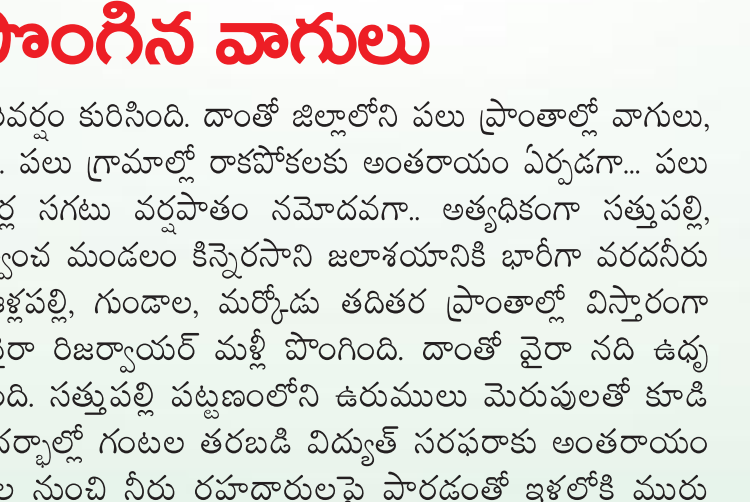 పొంగిన వాగులు
కురిసింది. దాంతో జిల్లాలోని పలు ప్రాంతాల్లో వాగులు,
. పలు గ్రామాల్లో రాకపోకలకు అంతరాయం ఏర్పడగా... పలు
సగటు వర్షపాతం నమోదవగా.. అత్యధికంగా సత్తుపల్లి,
మండలం కిన్నెరసాని జలాశయానికి భారీగా వరదనీరు
గుండాల, మర్కోడు తదితర ప్రాంతాల్లో విస్తారంగా
రిజర్వాయర్ మళ్లీ పొంగింది. దాంతో వైరా నది ఉధృ
సత్తుపల్లి పట్టణంలోని ఉరుములు మెరుపులతో కూడి
గంటల తరబడి విద్యుత్ సరఫరాకు అంతరాయం
నుంచి నీరు రహదారులపై పారడంతో ఇళ్లలోకి మురు